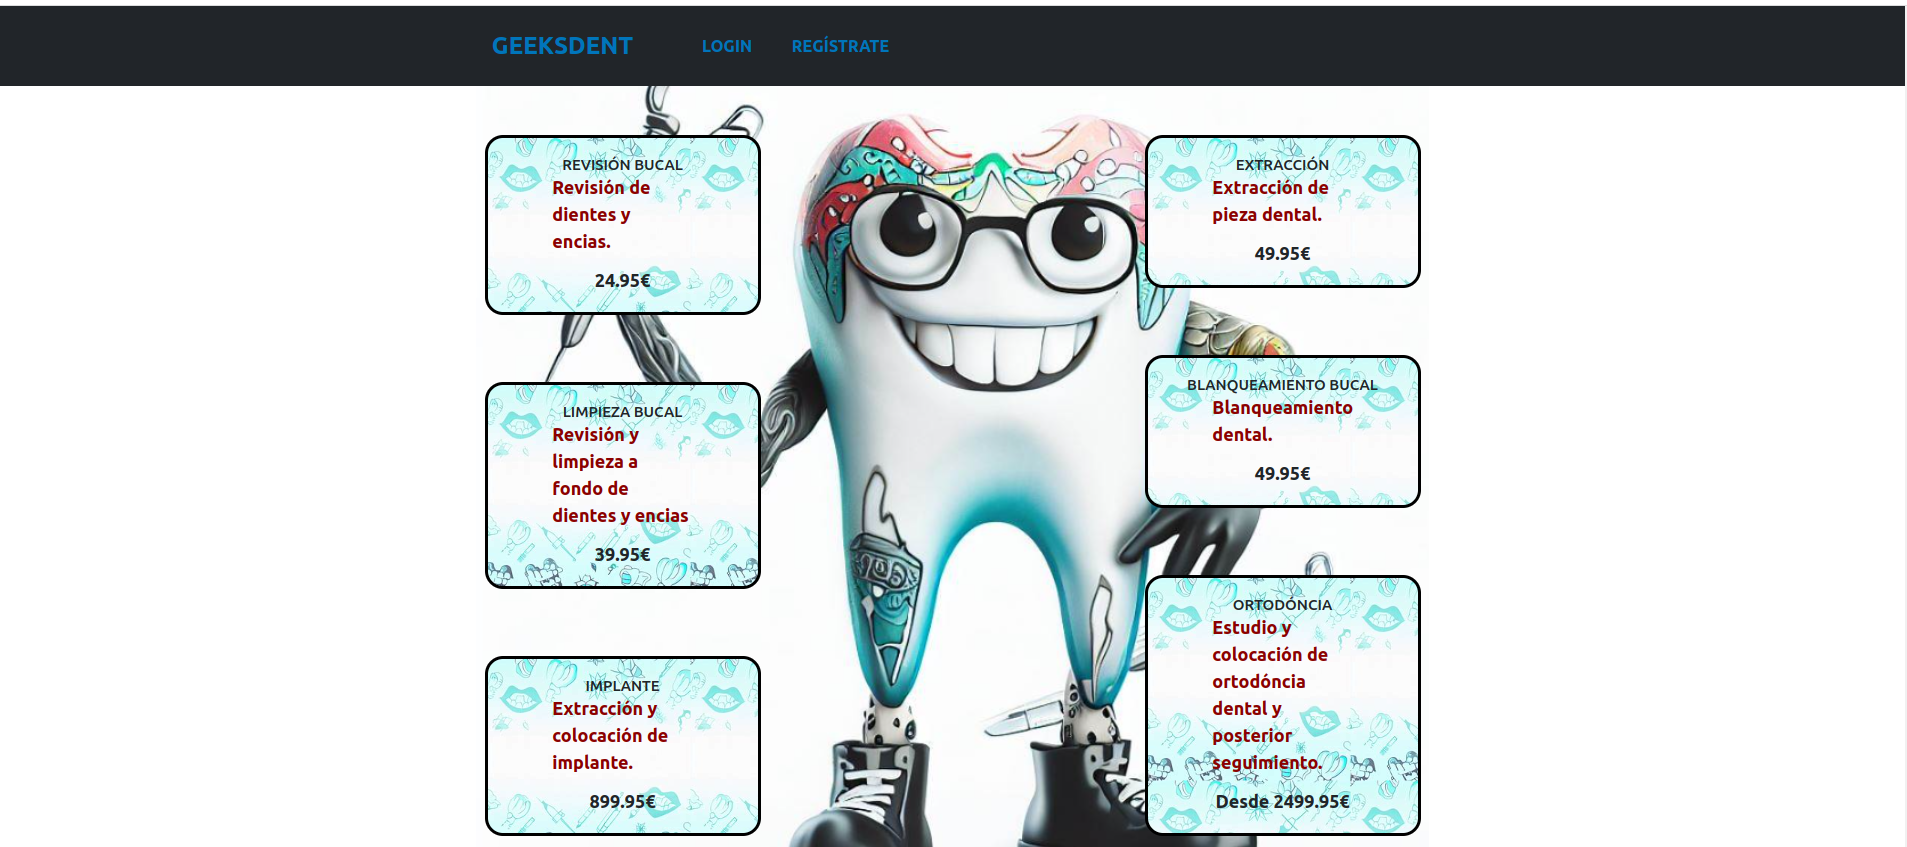 GEEKSDENT LOGIN REGÍSTRATE
REVISIÓN BUCAL
Revisión de
dientes y
encias.
24.95€
LIMPIEZA BUCAL
Revisión y
limpieza a
fondo de
dientes y encias
39.95€
IMPLANTE
Extracción y
colocación de
implante.
899.95€
EXTRACCIÓN
Extracción de
pieza dental.
49.95€
BLANQUEAMIENTO BUCAL
Blanqueamiento
dental.
49.95€
ORTODÓNCIA
Estudio y
colocación de
ortodóncia
dental y
posterior
seguimiento.
Desde 2499.95€